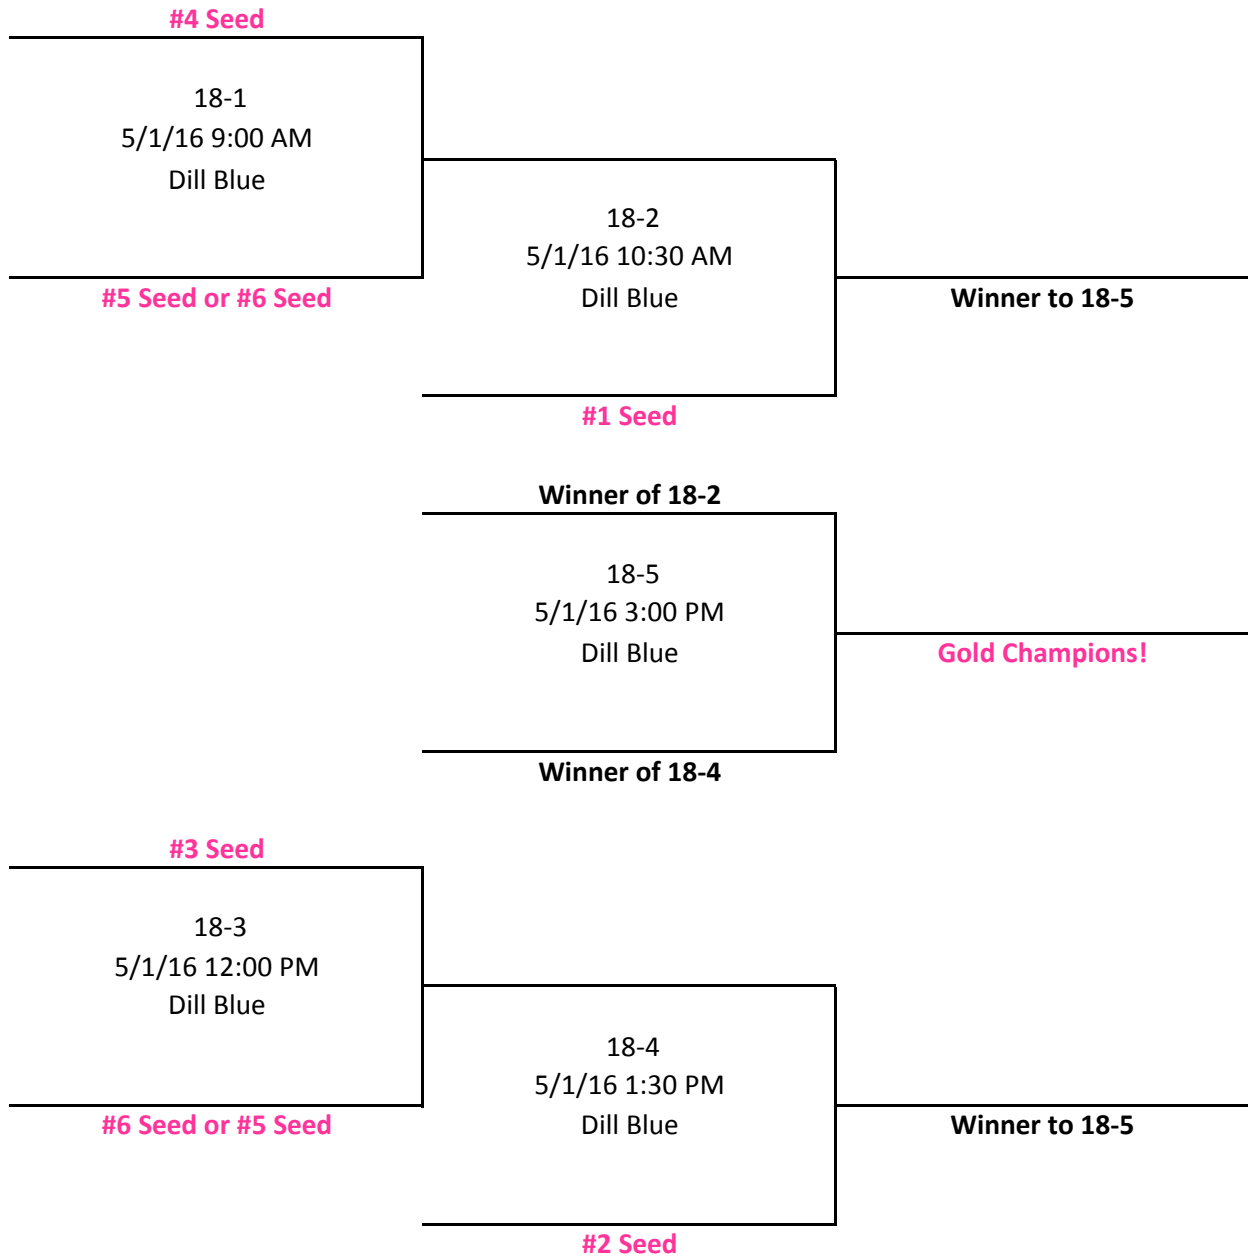 #4 Seed
18-1
5/1/16 9:00 AM
Dill Blue
#5 Seed or #6 Seed
18-2
5/1/16 10:30 AM
Dill Blue
Winner to 18-5
#1 Seed
Winner of 18-2
18-5
5/1/16 3:00 PM
Dill Blue
Gold Champions!
Winner of 18-4
#3 Seed
18-3
5/1/16 12:00 PM
Dill Blue
#6 Seed or #5 Seed
18-4
5/1/16 1:30 PM
Dill Blue
Winner to 18-5
#2 Seed